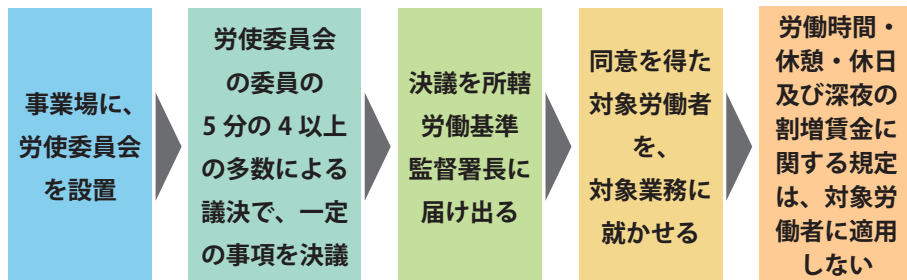 事業場に、
労使委員会
を設置
労使委員会
の委員の
5分の4以上
の多数による
議決で、一定
の事項を決議
決議を所轄
労働基準
監督署長に
届け出る
同意を得た
対象労働者
を、
対象業務に
就かせる
労働時間・
休憩・休日
及び深夜の
割増賃金に
関する規定
は、対象労
働者に適用
しない